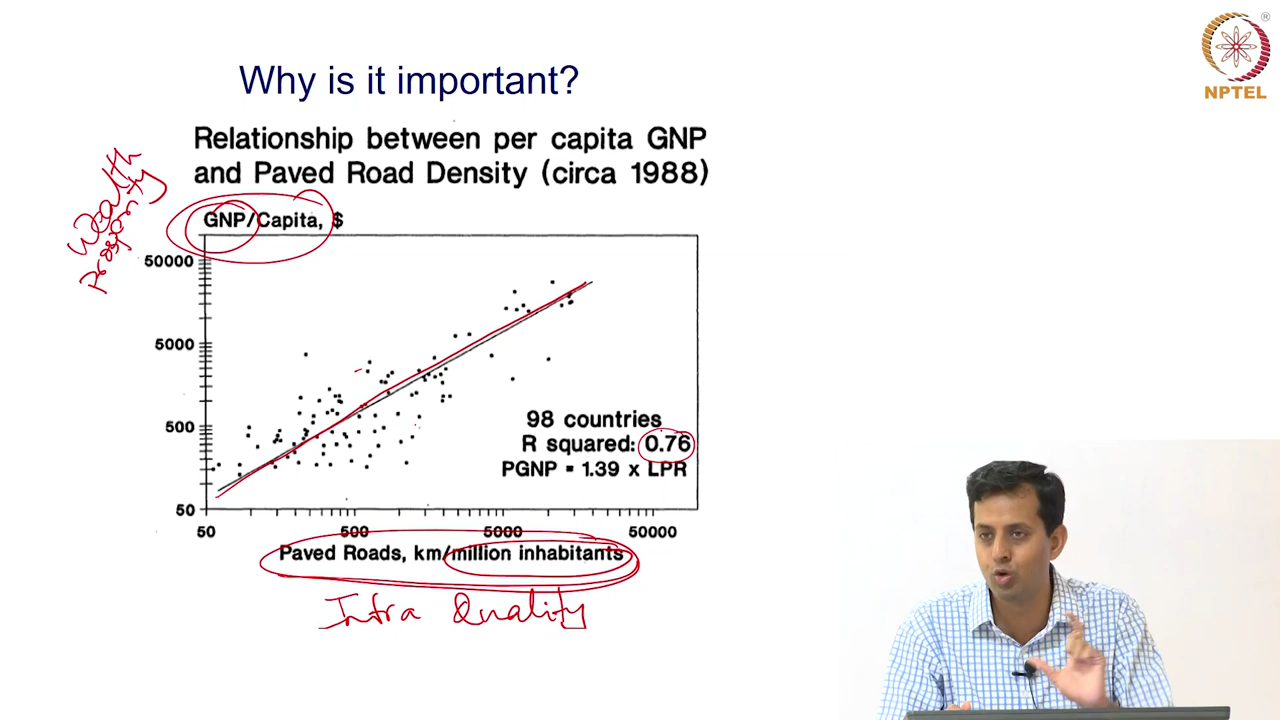 Why is it important?
NPTEL
Relationship between per capita GNP
and Paved Road Density (circa 1988)
Wealth
prosperity
GNP/Capita, $
50000
5000
500
50
98 countries
R squared: 0.76
PGNP = 1.39 x LPR
50 500 5000 50000
Paved Roads, km/million inhabitants
Infra Quality